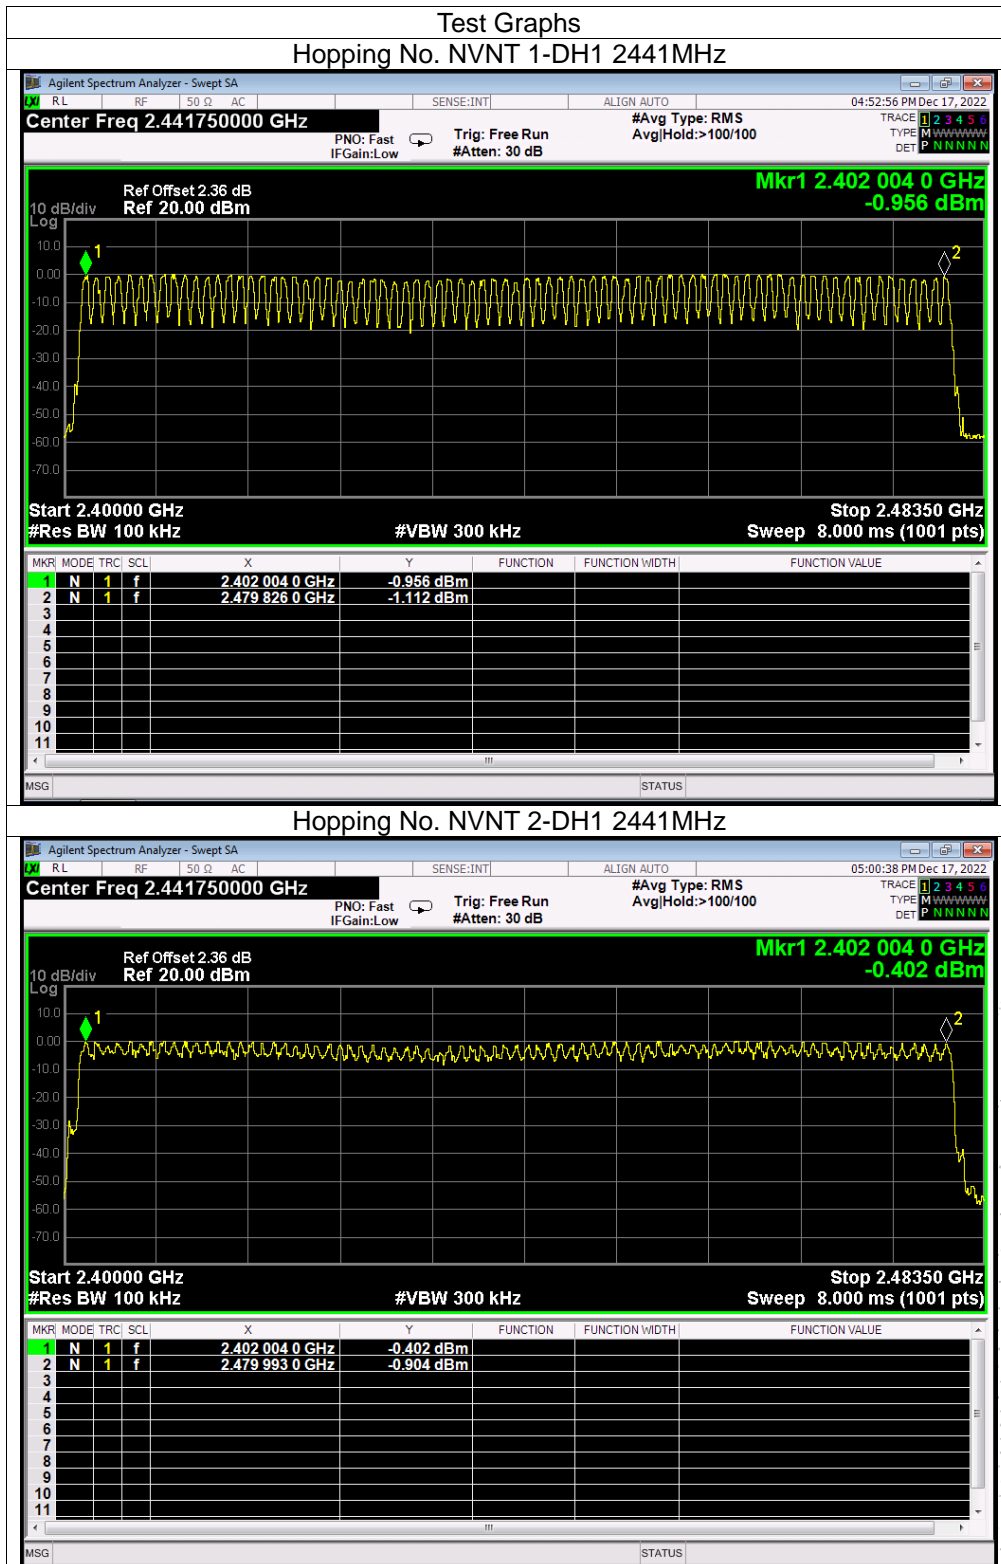 Test Graphs
Hopping No. NVNT 1-DH1 2441MHz
Agilent Spectrum Analyzer - Swept SA
LXI RL RF 50 Ω AC SENSE:INT ALIGN AUTO 04:52:56 PM Dec 17, 2022
Center Freq 2.441750000 GHz #Avg Type: RMS TRACE 1 2 3 4 5 6
PNO: Fast Trig: Free Run Avg|Hold:>100/100 TYPE M WWWWW
IFGain:Low #Atten: 30 dB DET P N N N N N
Mkr1 2.402 004 0 GHz
Ref Offset 2.36 dB
10 dB/div Ref 20.00 dBm -0.956 dBm
Log
10.0
1 2
0.00
-10.0
-20.0
-30.0
-40.0
-50.0
-60.0
-70.0
Start 2.40000 GHz Stop 2.48350 GHz
#Res BW 100 kHz #VBW 300 kHz Sweep 8.000 ms (1001 pts)
MKR MODE TRC SCL X Y FUNCTION FUNCTION WIDTH FUNCTION VALUE
1 N 1 f 2.402 004 0 GHz -0.956 dBm
2 N 1 f 2.479 826 0 GHz -1.112 dBm
3
4
5
6
7
8
9
10
11
MSG STATUS
Hopping No. NVNT 2-DH1 2441MHz
Agilent Spectrum Analyzer - Swept SA
LXI RL RF 50 Ω AC SENSE:INT ALIGN AUTO 05:00:38 PM Dec 17, 2022
Center Freq 2.441750000 GHz #Avg Type: RMS TRACE 1 2 3 4 5 6
PNO: Fast Trig: Free Run Avg|Hold:>100/100 TYPE M WWWWW
IFGain:Low #Atten: 30 dB DET P N N N N N
Mkr1 2.402 004 0 GHz
Ref Offset 2.36 dB
10 dB/div Ref 20.00 dBm -0.402 dBm
Log
10.0
1 2
0.00
-10.0
-20.0
-30.0
-40.0
-50.0
-60.0
-70.0
Start 2.40000 GHz Stop 2.48350 GHz
#Res BW 100 kHz #VBW 300 kHz Sweep 8.000 ms (1001 pts)
MKR MODE TRC SCL X Y FUNCTION FUNCTION WIDTH FUNCTION VALUE
1 N 1 f 2.402 004 0 GHz -0.402 dBm
2 N 1 f 2.479 993 0 GHz -0.904 dBm
3
4
5
6
7
8
9
10
11
MSG STATUS